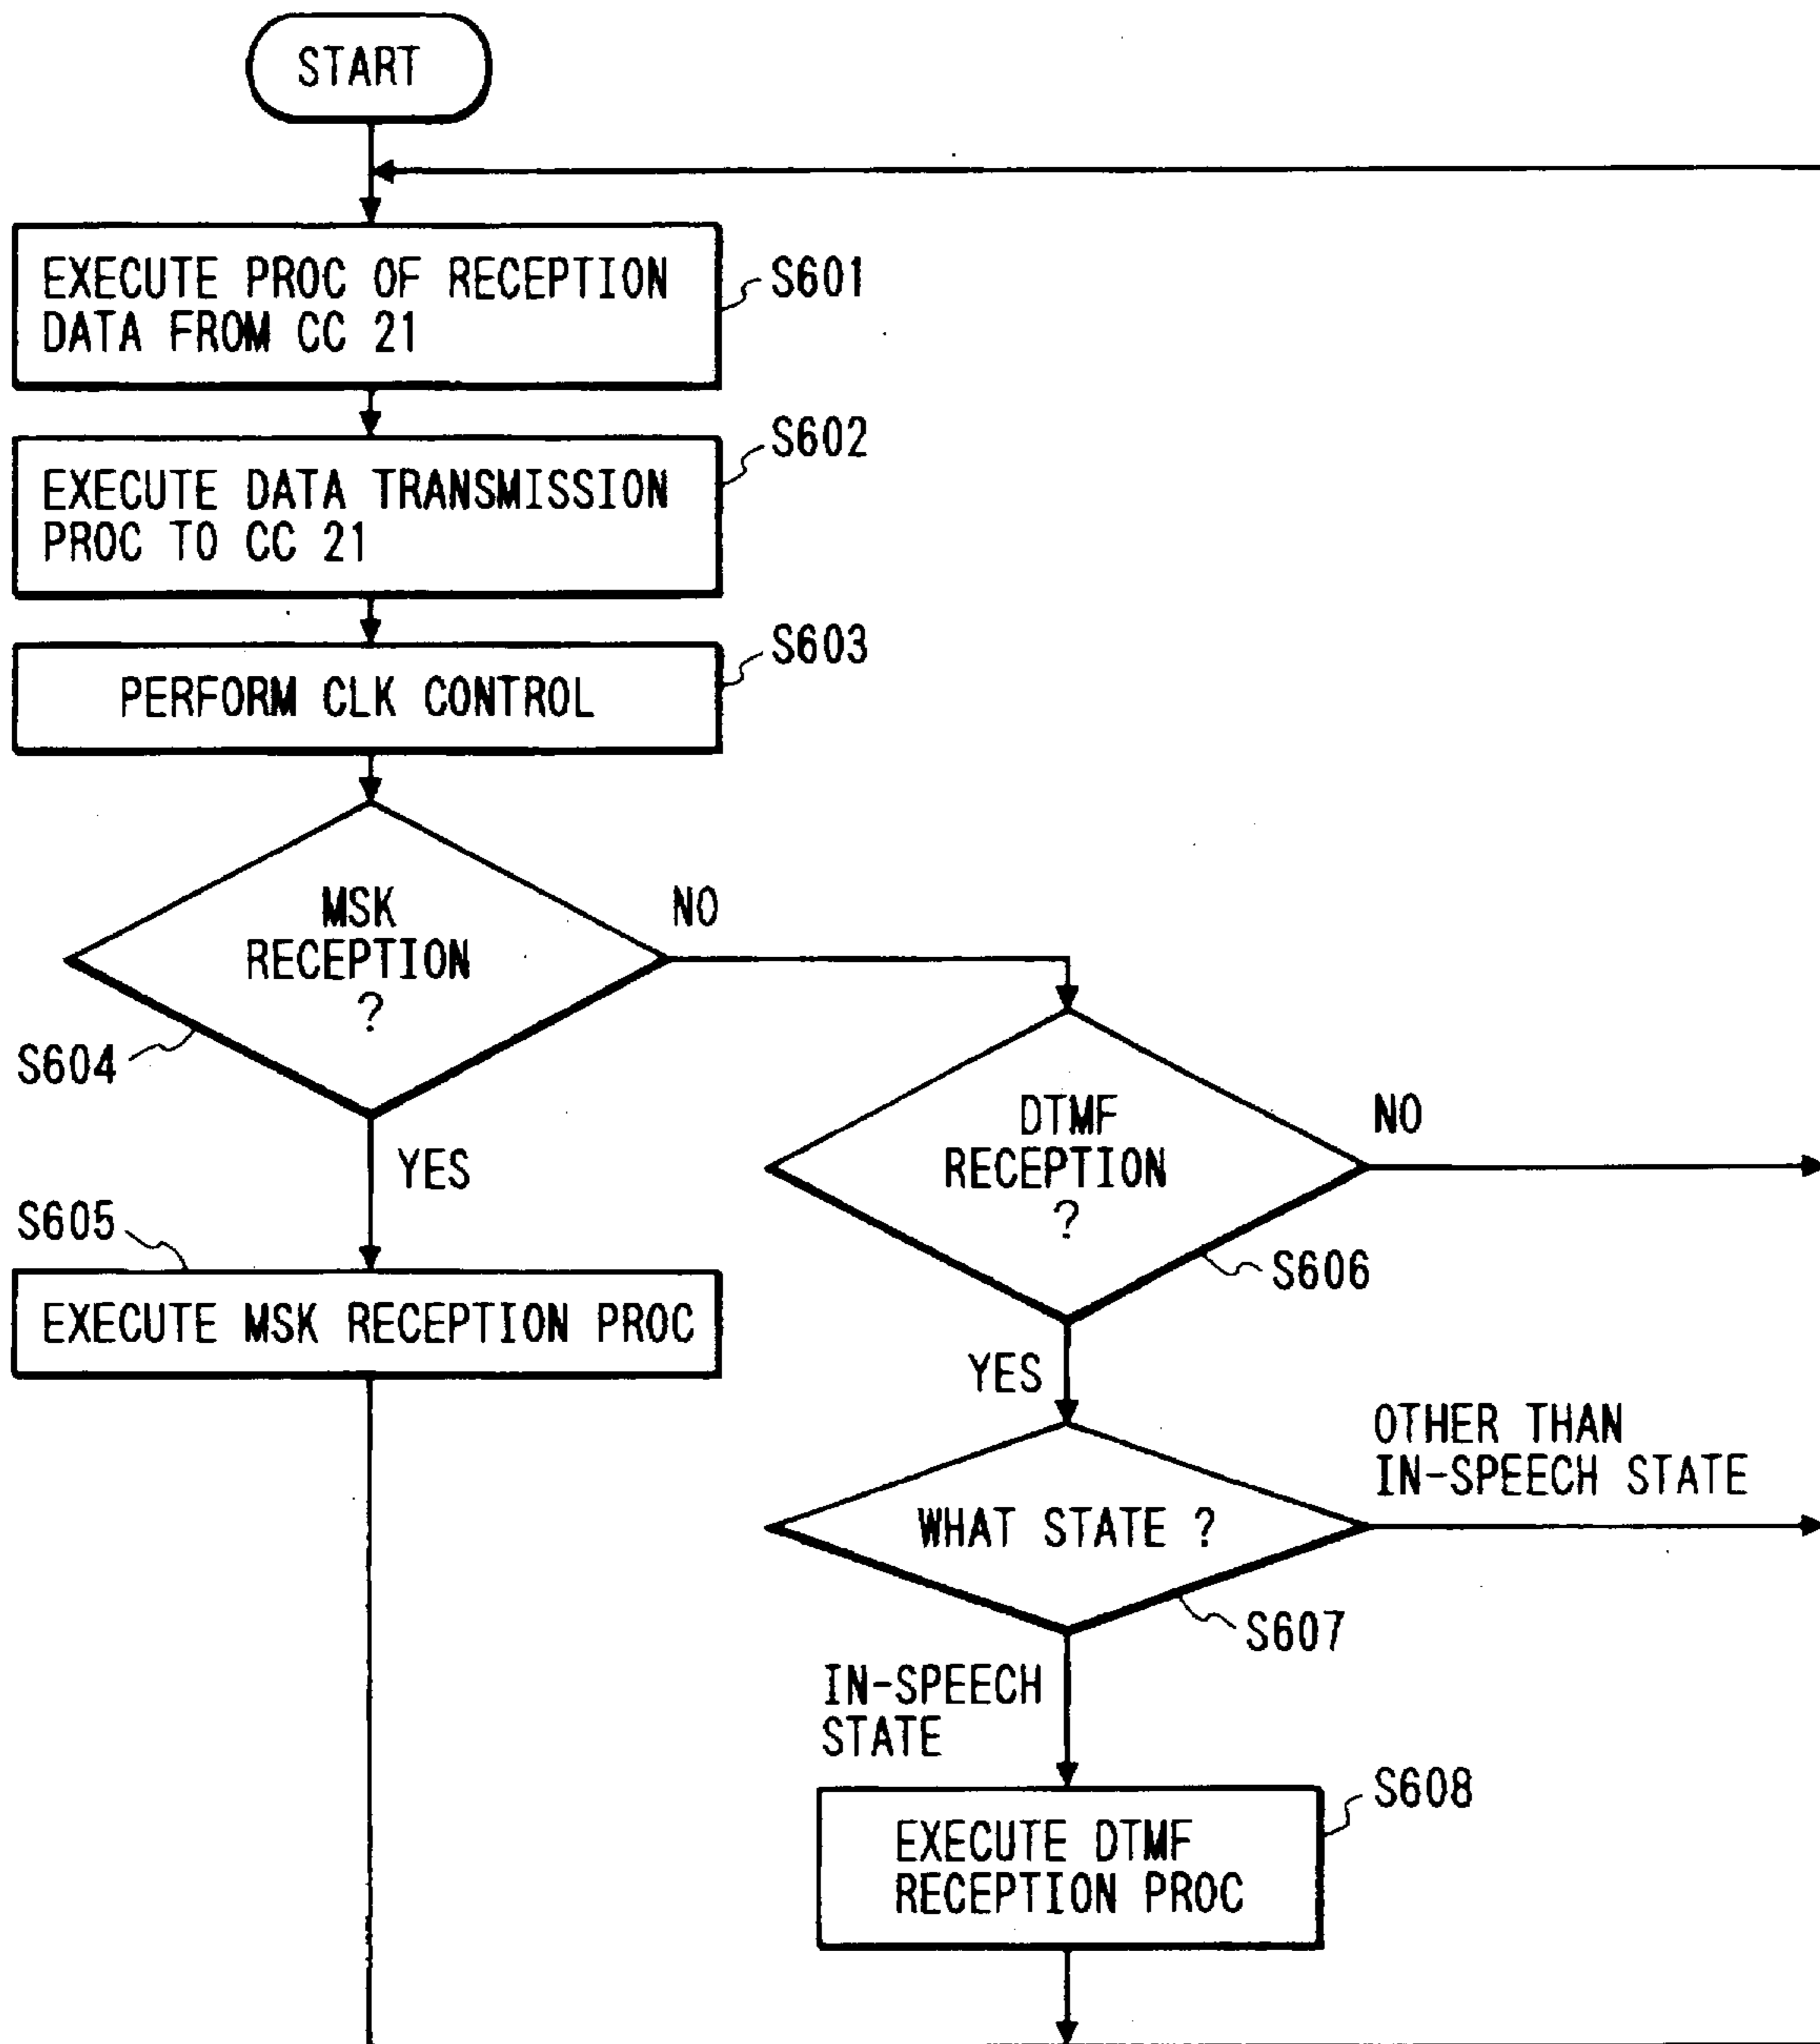 START
EXECUTE PROC OF RECEPTION
DATA FROM CC 21
S601
EXECUTE DATA TRANSMISSION
PROC TO CC 21
S602
PERFORM CLK CONTROL
S603
MSK
RECEPTION
?
NO
S604
YES
DTMF
RECEPTION
?
NO
S606
S605
EXECUTE MSK RECEPTION PROC
YES
WHAT STATE ?
OTHER THAN
IN-SPEECH STATE
S607
IN-SPEECH
STATE
S608
EXECUTE DTMF
RECEPTION PROC